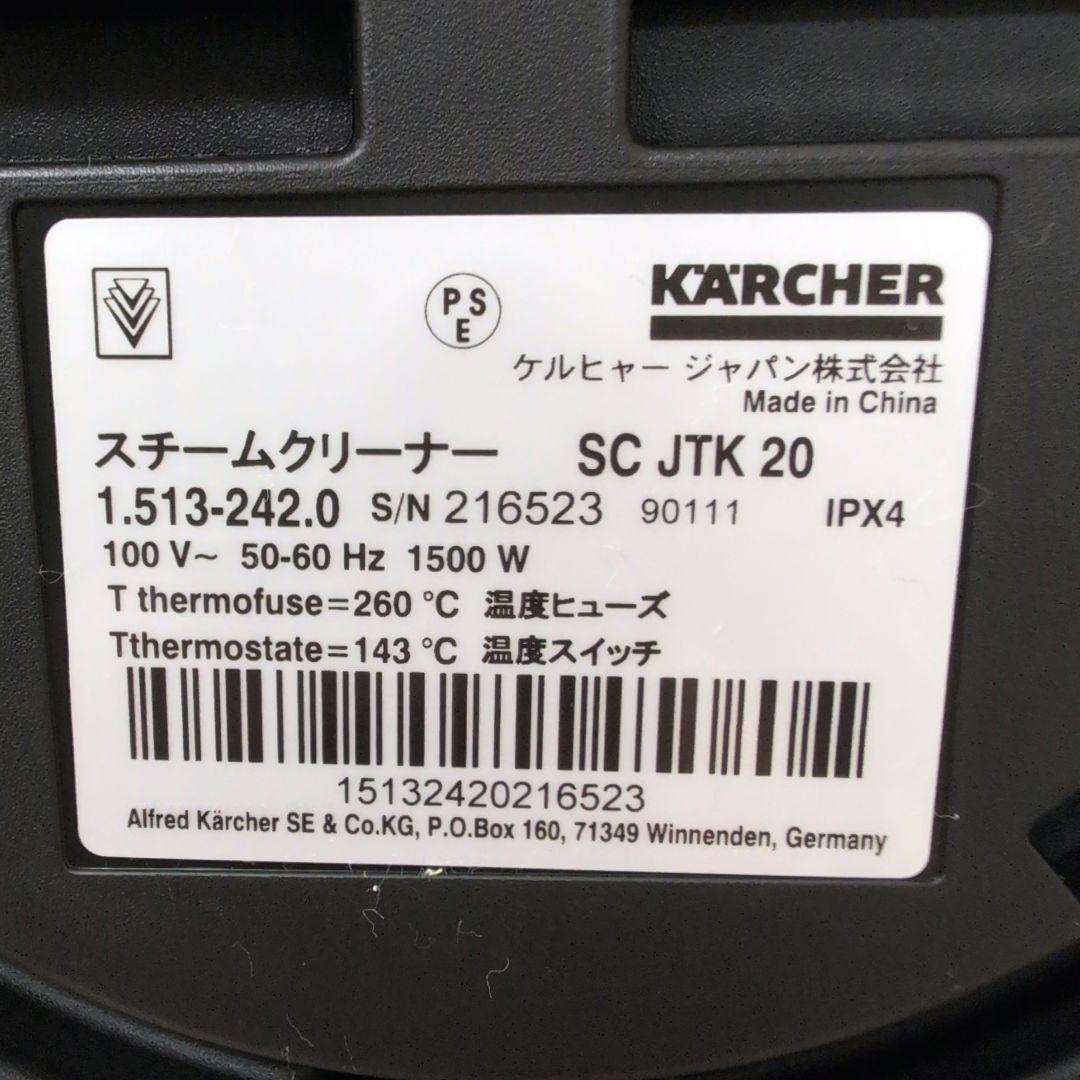 PSE
KÄRCHER
ケルヒャー ジャパン株式会社
Made in China
スチームクリーナー SC JTK 20
1.513-242.0 S/N 216523 90111 IPX4
100 V~ 50-60 Hz 1500 W
T thermofuse=260 °C 温度ヒューズ
Tthermostate=143 °C 温度スイッチ
15132420216523
Alfred Kärcher SE & Co.KG, P.O.Box 160, 71349 Winnenden, Germany